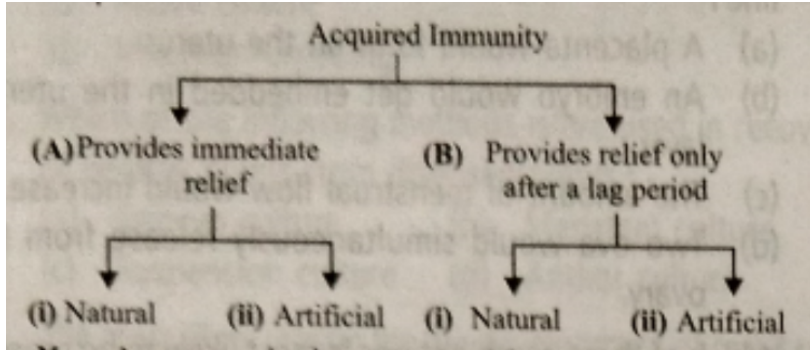 Acquired Immunity
(A) Provides immediate relief
(B) Provides relief only after a lag period
(i) Natural (ii) Artificial (i) Natural (ii) Artificial